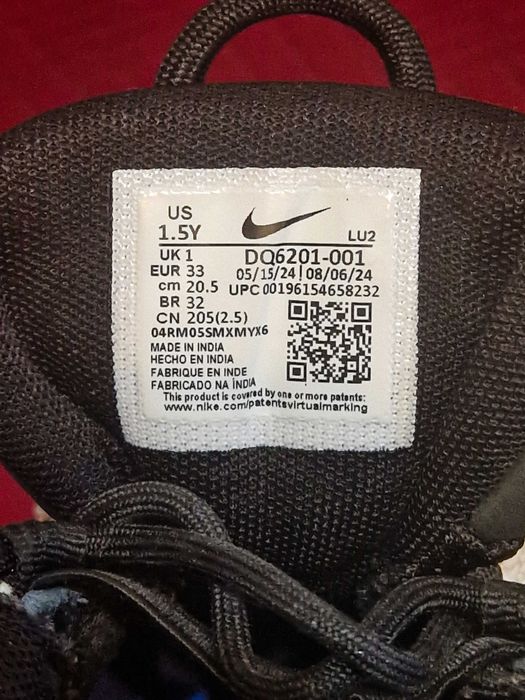 US
1.5Y
LU2
UK 1
DQ6201-001
EUR 33
05/15/24 | 08/06/24
cm 20.5
UPC 00196154658232
BR 32
CN 205(2.5)
04RM05SMXMYX6
MADE IN INDIA
HECHO EN INDIA
FABRIQUE EN INDE
FABRICADO NA ÍNDIA
This product is covered by one or more patents:
www.nike.com/patentsvirtualmarking